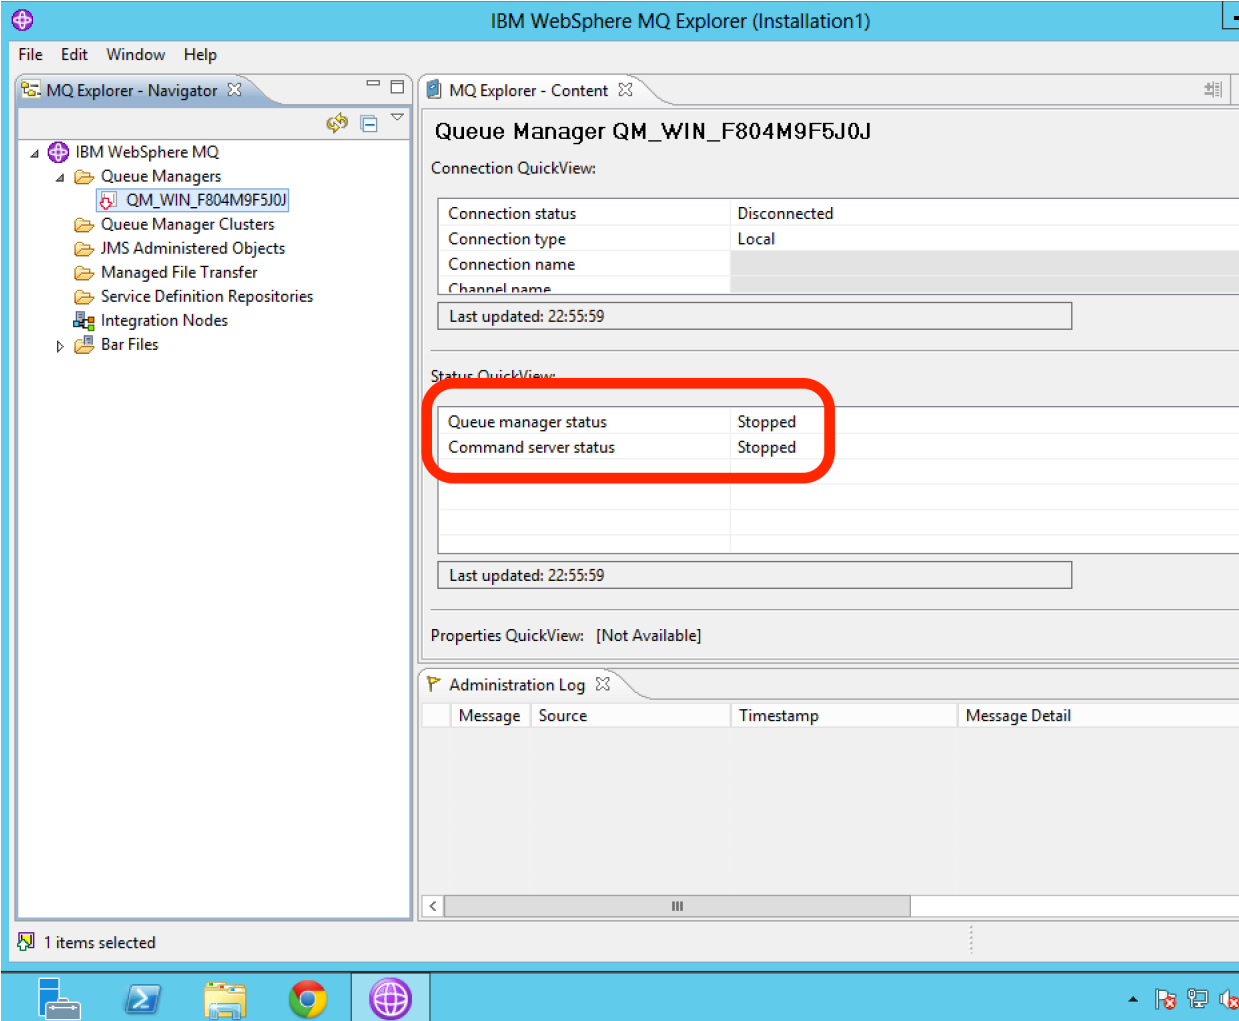 IBM WebSphere MQ Explorer (Installation1)
File Edit Window Help
MQ Explorer - Navigator
IBM WebSphere MQ
Queue Managers
QM_WIN_F804M9F5J0J
Queue Manager Clusters
JMS Administered Objects
Managed File Transfer
Service Definition Repositories
Integration Nodes
Bar Files
MQ Explorer - Content
Queue Manager QM_WIN_F804M9F5J0J
Connection QuickView:
Connection status Disconnected
Connection type Local
Connection name
Channel name
Last updated: 22:55:59
Status QuickView:
Queue manager status Stopped
Command server status Stopped
Last updated: 22:55:59
Properties QuickView: [Not Available]
Administration Log
Message Source Timestamp Message Detail
1 items selected